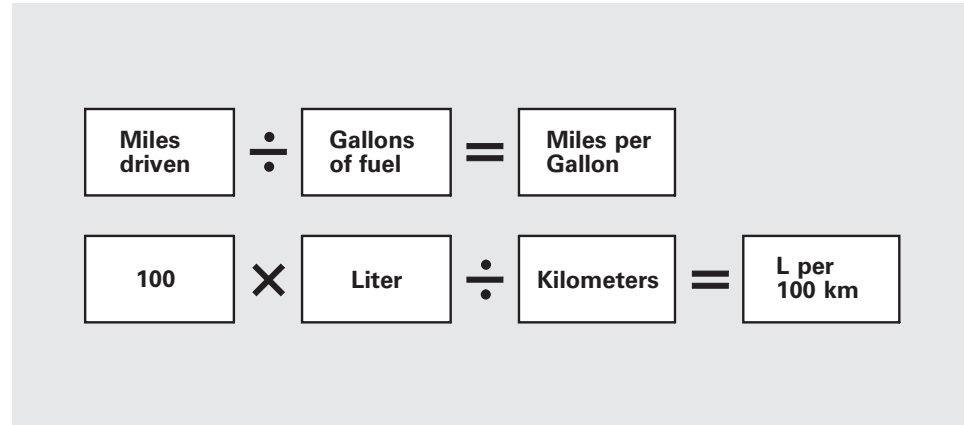 Miles
driven
÷
Gallons
of fuel
=
Miles per
Gallon
100
×
Liter
÷
Kilometers
=
L per
100 km